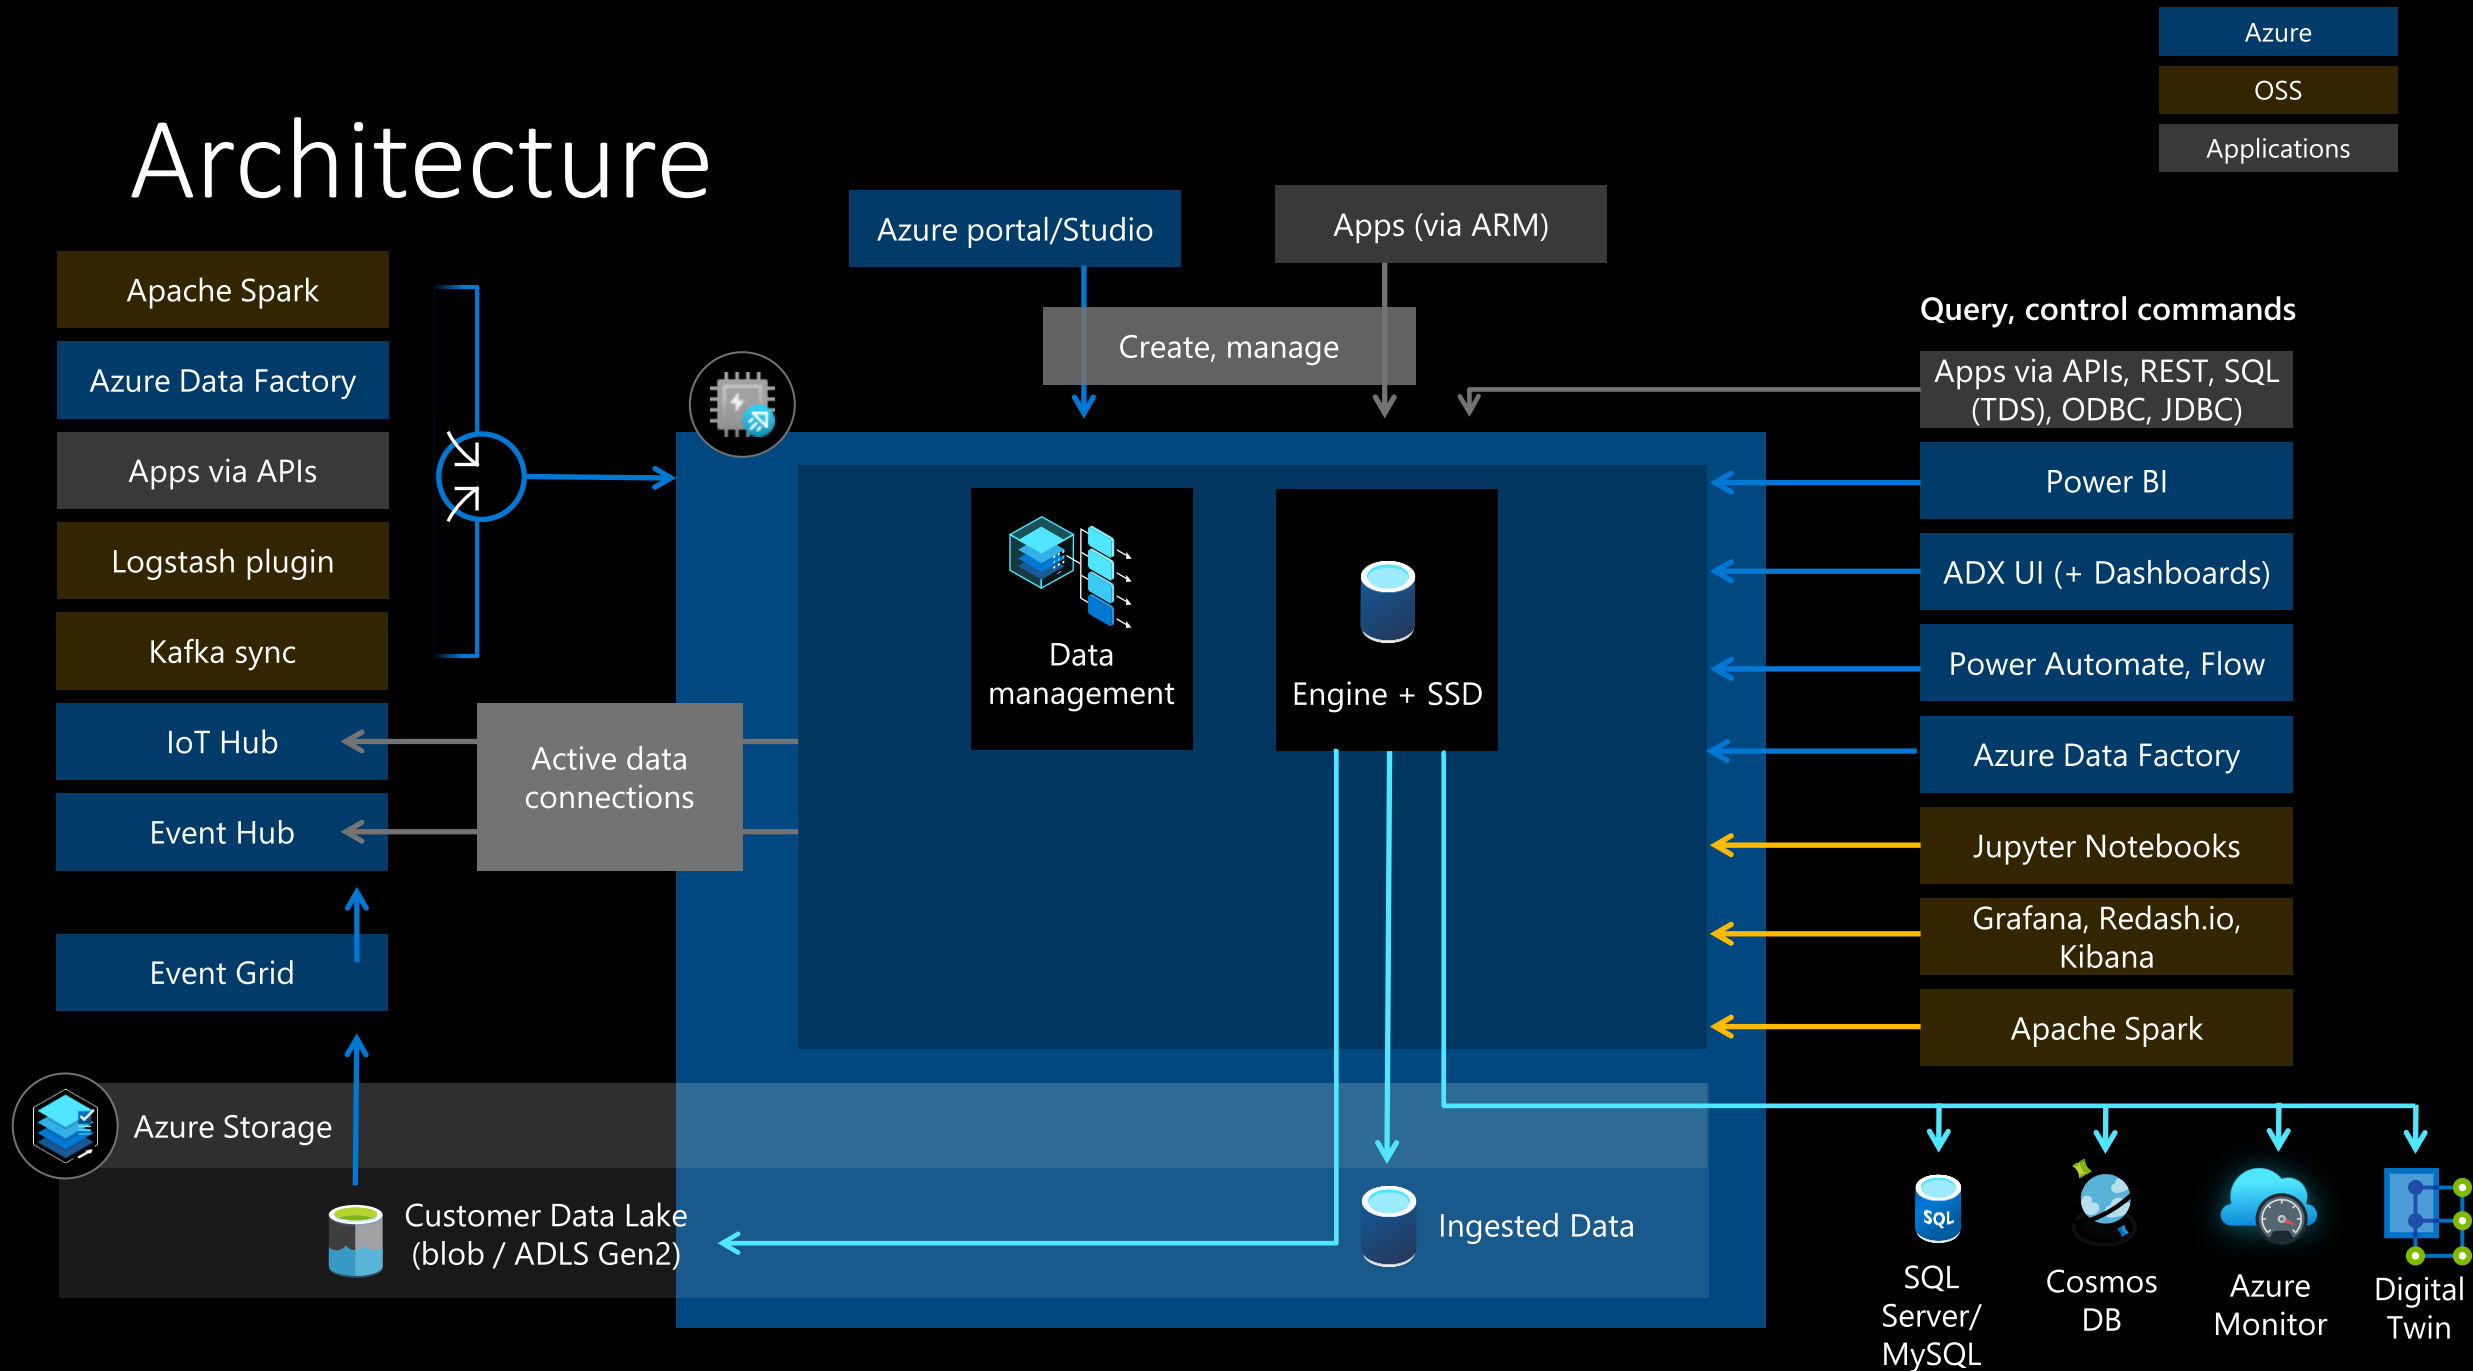 Azure
OSS
Applications
Architecture
Azure portal/Studio
Apps (via ARM)
Create, manage
Apache Spark
Azure Data Factory
Apps via APIs
Logstash plugin
Kafka sync
IoT Hub
Event Hub
Event Grid
Active data
connections
Data
management
Engine + SSD
Query, control commands
Apps via APIs, REST, SQL
(TDS), ODBC, JDBC)
Power BI
ADX UI (+ Dashboards)
Power Automate, Flow
Azure Data Factory
Jupyter Notebooks
Grafana, Redash.io,
Kibana
Apache Spark
Azure Storage
Customer Data Lake
(blob / ADLS Gen2)
Ingested Data
SQL
SQL
Server/
MySQL
Cosmos
DB
Azure
Monitor
Digital
Twin